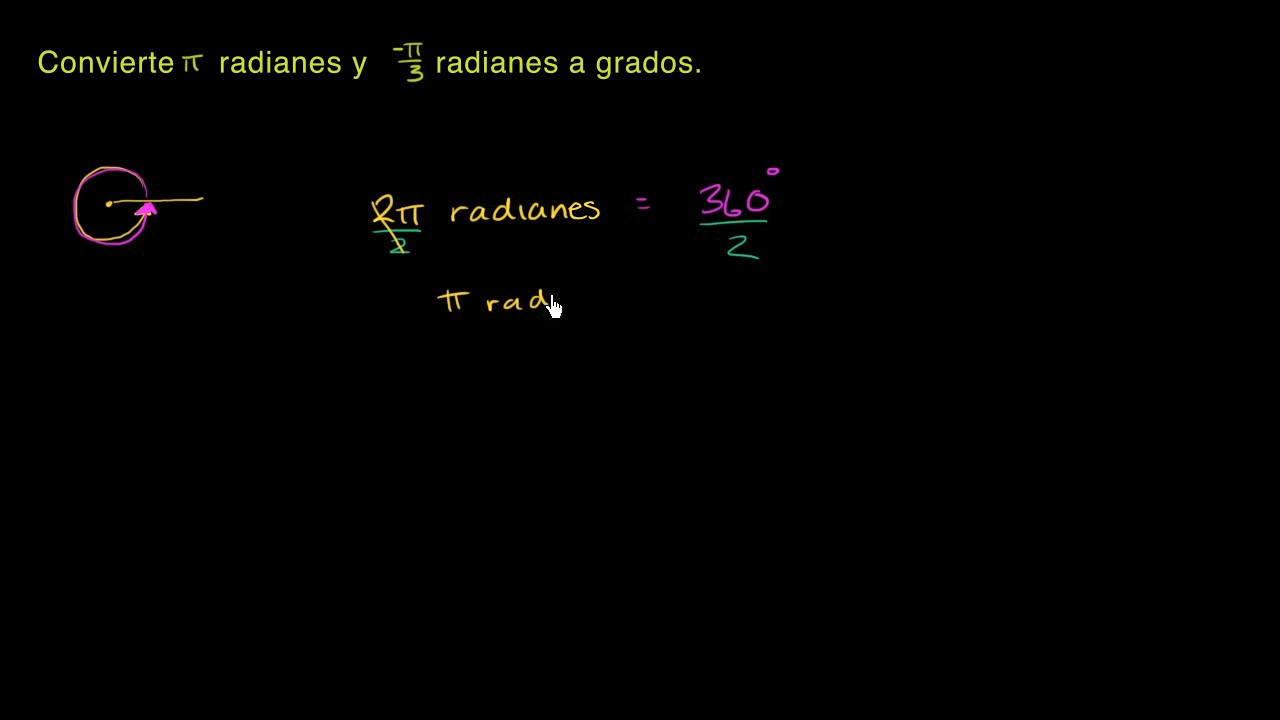 Convierte π radianes y -π/3 radianes a grados.
2π/2 radianes = 360°/2
π rad